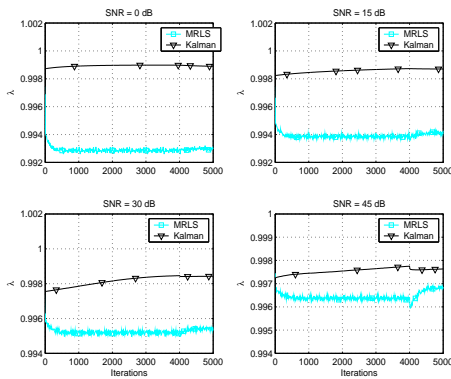 SNR = 0 dB
1.002
1
0.998
0.996
0.994
0.992
λ
0 1000 2000 3000 4000 5000
MRLS
Kalman
SNR = 15 dB
1.002
1
0.998
0.996
0.994
0.992
λ
0 1000 2000 3000 4000 5000
MRLS
Kalman
SNR = 30 dB
1.002
1
0.998
0.996
0.994
λ
0 1000 2000 3000 4000 5000
Iterations
MRLS
Kalman
SNR = 45 dB
1
0.999
0.998
0.997
0.996
0.995
0.994
λ
0 1000 2000 3000 4000 5000
Iterations
MRLS
Kalman